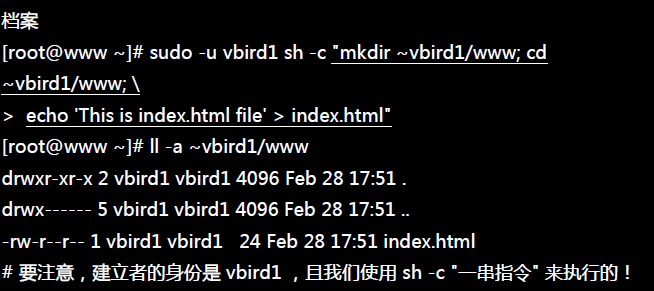 档案
[root@www ~]# sudo -u vbird1 sh -c "mkdir ~vbird1/www; cd
~vbird1/www; \
> echo 'This is index.html file' > index.html"
[root@www ~]# ll -a ~vbird1/www
drwxr-xr-x 2 vbird1 vbird1 4096 Feb 28 17:51 .
drwx------ 5 vbird1 vbird1 4096 Feb 28 17:51 ..
-rw-r--r-- 1 vbird1 vbird1   24 Feb 28 17:51 index.html
# 要注意，建立者的身份是 vbird1 ，且我们使用 sh -c "一串指令" 来执行的！